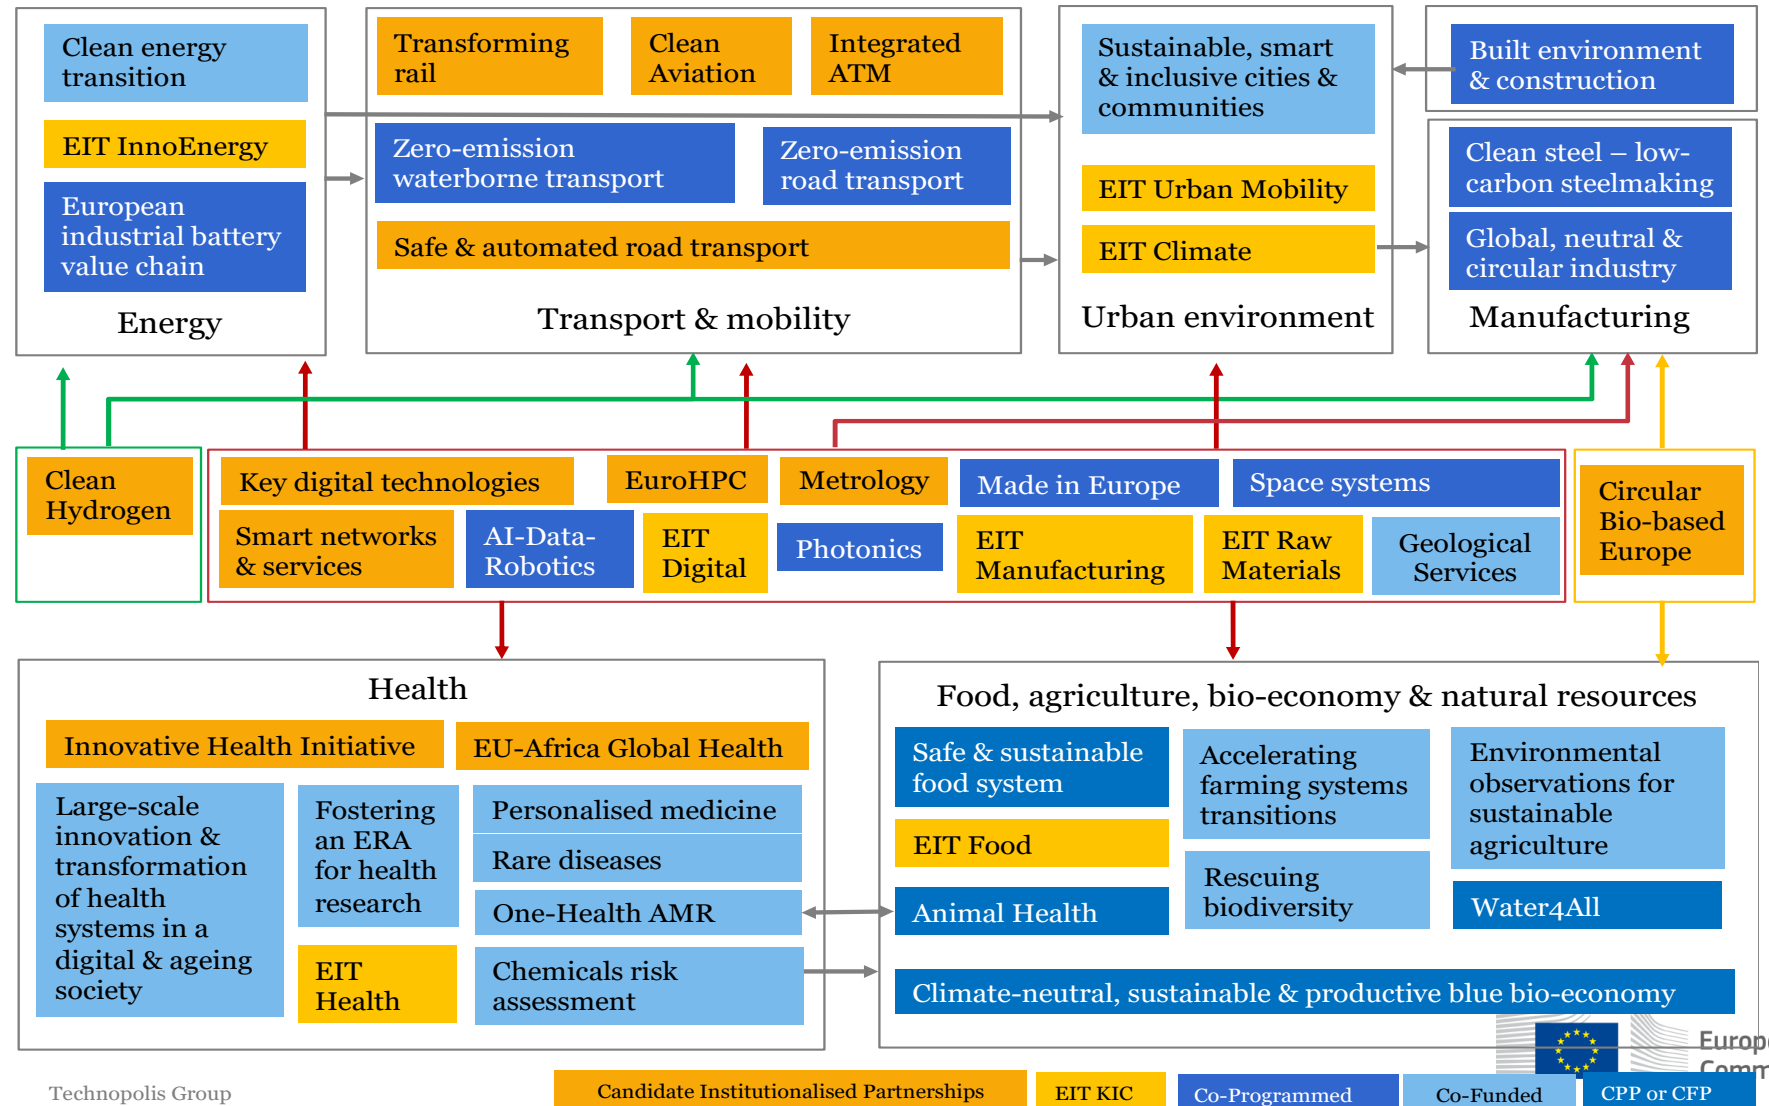 Clean energy
transition
EIT InnoEnergy
European
industrial battery
value chain
Energy
Transforming
rail
Clean
Aviation
Integrated
ATM
Zero-emission
waterborne transport
Zero-emission
road transport
Safe & automated road transport
Transport & mobility
Sustainable, smart
& inclusive cities &
communities
EIT Urban Mobility
EIT Climate
Urban environment
Built environment
& construction
Clean steel – low-
carbon steelmaking
Global, neutral &
circular industry
Manufacturing
Clean
Hydrogen
Key digital technologies
EuroHPC
Metrology
Made in Europe
Space systems
Smart networks
& services
AI-Data-
Robotics
EIT
Digital
Photonics
EIT
Manufacturing
EIT Raw
Materials
Geological
Services
Circular
Bio-based
Europe
Health
Innovative Health Initiative
EU-Africa Global Health
Large-scale
innovation &
transformation
of health
systems in a
digital & ageing
society
Fostering
an ERA
for health
research
EIT
Health
Personalised medicine
Rare diseases
One-Health AMR
Chemicals risk
assessment
Food, agriculture, bio-economy & natural resources
Safe & sustainable
food system
EIT Food
Animal Health
Accelerating
farming systems
transitions
Rescuing
biodiversity
Environmental
observations for
sustainable
agriculture
Water4All
Climate-neutral, sustainable & productive blue bio-economy
Technopolis Group
Candidate Institutionalised Partnerships
EIT KIC
Co-Programmed
Co-Funded
CPP or CFP